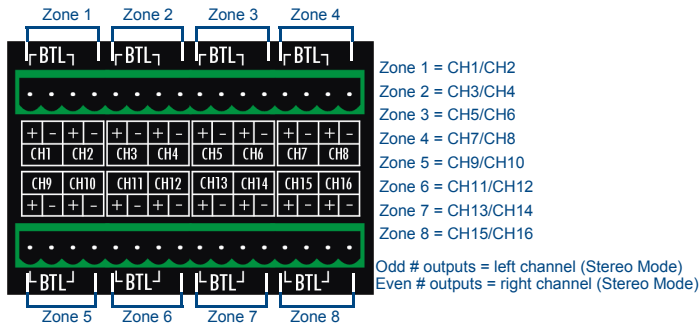 Zone 1 Zone 2 Zone 3 Zone 4
BTL BTL BTL BTL
+ - + - + - + - + - + - + - + -
CH1 CH2 CH3 CH4 CH5 CH6 CH7 CH8
CH9 CH10 CH11 CH12 CH13 CH14 CH15 CH16
+ - + - + - + - + - + - + - + -
BTL BTL BTL BTL
Zone 5 Zone 6 Zone 7 Zone 8
Zone 1 = CH1/CH2
Zone 2 = CH3/CH4
Zone 3 = CH5/CH6
Zone 4 = CH7/CH8
Zone 5 = CH9/CH10
Zone 6 = CH11/CH12
Zone 7 = CH13/CH14
Zone 8 = CH15/CH16
Odd # outputs = left channel (Stereo Mode)
Even # outputs = right channel (Stereo Mode)